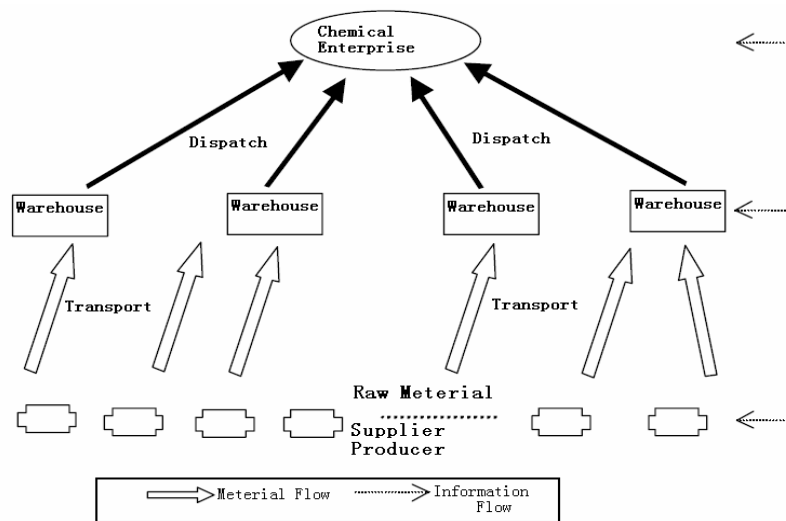 Chemical
Enterprise
Dispatch
Dispatch
Warehouse
Warehouse
Warehouse
Warehouse
Transport
Transport
Raw Meterial
Supplier
Producer
Meterial Flow
Information
Flow